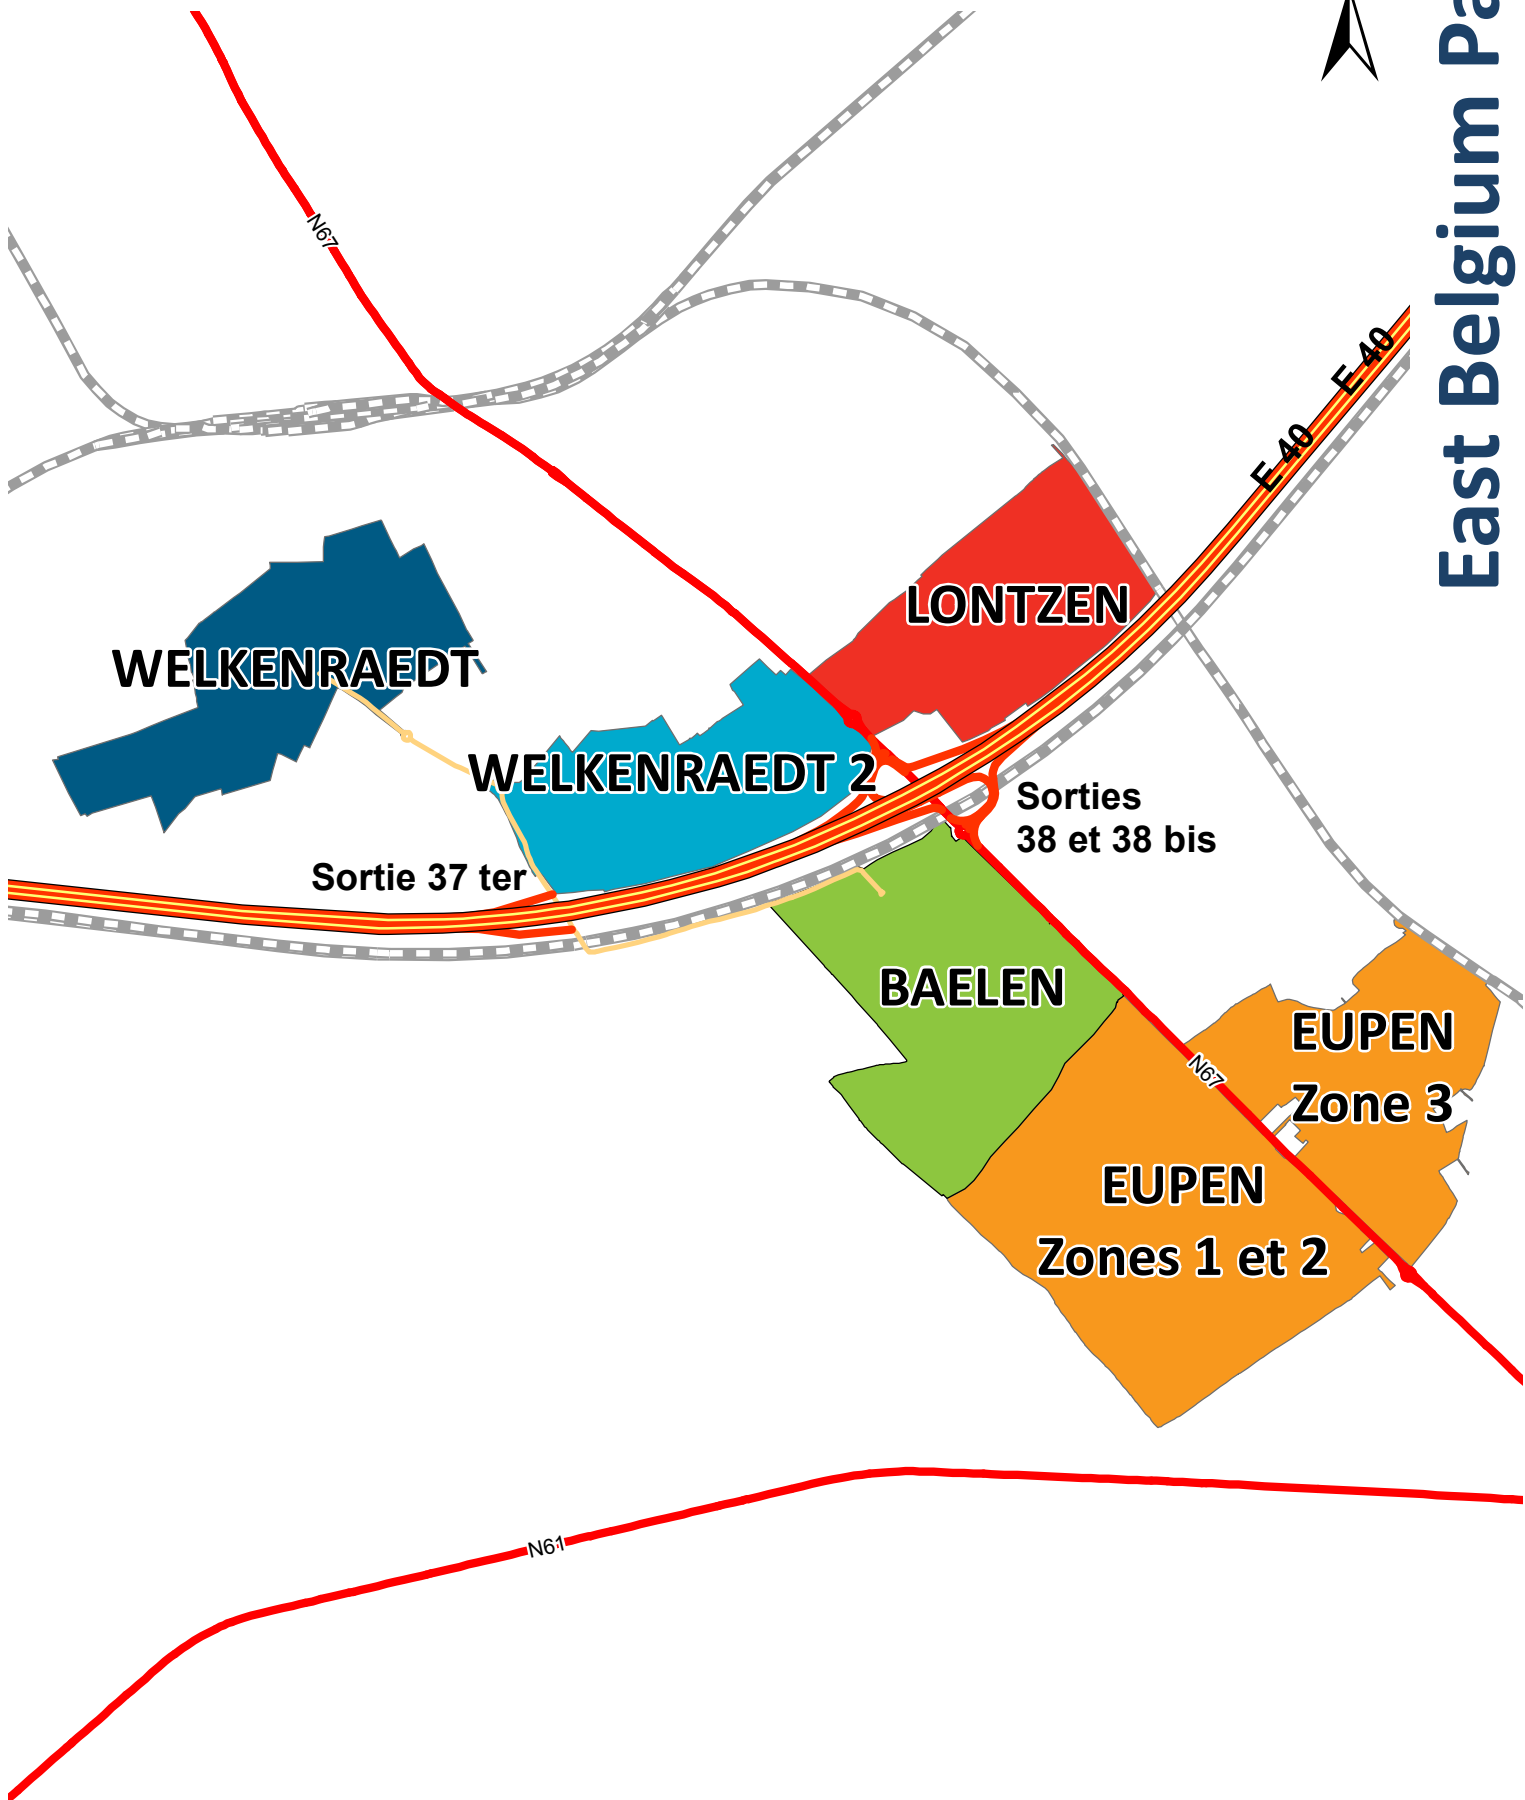 East Belgium Pa
N67
E 40
E 40
LONTZEN
WELKENRAEDT
WELKENRAEDT 2
Sorties
38 et 38 bis
Sortie 37 ter
BAELEN
EUPEN
Zone 3
N67
EUPEN
Zones 1 et 2
N61